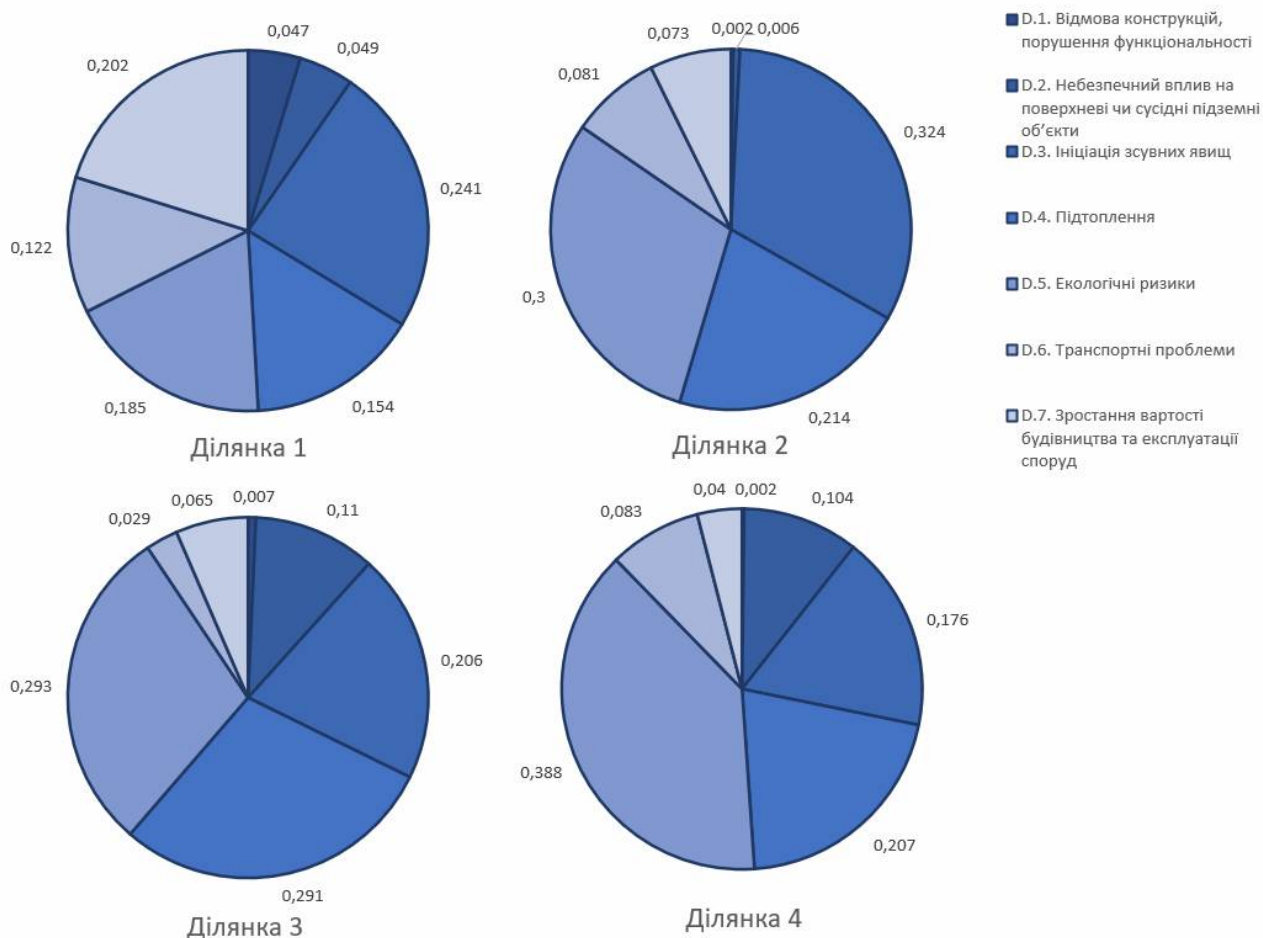 0,047
0,049
0,241
0,154
0,185
0,122
0,202
Ділянка 1
0,002
0,006
0,324
0,214
0,3
0,081
0,073
Ділянка 2
D.1. Відмова конструкцій,
порушення функціональності
D.2. Небезпечний вплив на
поверхневі чи сусідні підземні
об’єкти
D.3. Ініціація зсувних явищ
D.4. Підтоплення
D.5. Екологічні ризики
D.6. Транспортні проблеми
D.7. Зростання вартості
будівництва та експлуатації
споруд
0,007
0,11
0,206
0,291
0,293
0,029
0,065
Ділянка 3
0,002
0,104
0,176
0,207
0,388
0,083
0,04
Ділянка 4